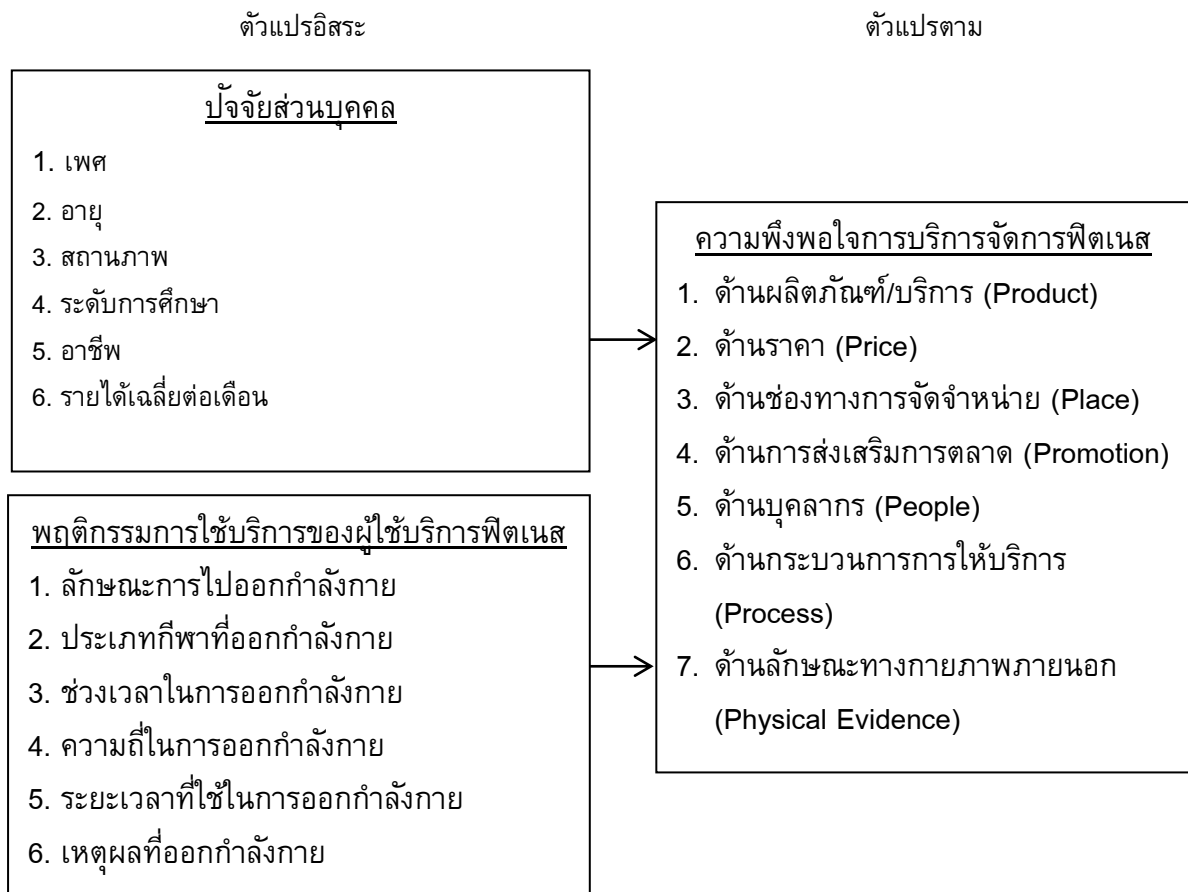 ตัวแปรอิสระ
ตัวแปรตาม
ปัจจัยส่วนบุคคล
1. เพศ
2. อายุ
3. สถานภาพ
4. ระดับการศึกษา
5. อาชีพ
6. รายได้เฉลี่ยต่อเดือน
พฤติกรรมการใช้บริการของผู้ใช้บริการฟิตเนส
1. ลักษณะการไปออกกำลังกาย
2. ประเภทกีฬาที่ออกกำลังกาย
3. ช่วงเวลาในการออกกำลังกาย
4. ความถี่ในการออกกำลังกาย
5. ระยะเวลาที่ใช้ในการออกกำลังกาย
6. เหตุผลที่ออกกำลังกาย
ความพึงพอใจการบริการจัดการฟิตเนส
1. ด้านผลิตภัณฑ์/บริการ (Product)
2. ด้านราคา (Price)
3. ด้านช่องทางการจัดจำหน่าย (Place)
4. ด้านการส่งเสริมการตลาด (Promotion)
5. ด้านบุคลากร (People)
6. ด้านกระบวนการการให้บริการ
(Process)
7. ด้านลักษณะทางกายภาพภายนอก
(Physical Evidence)